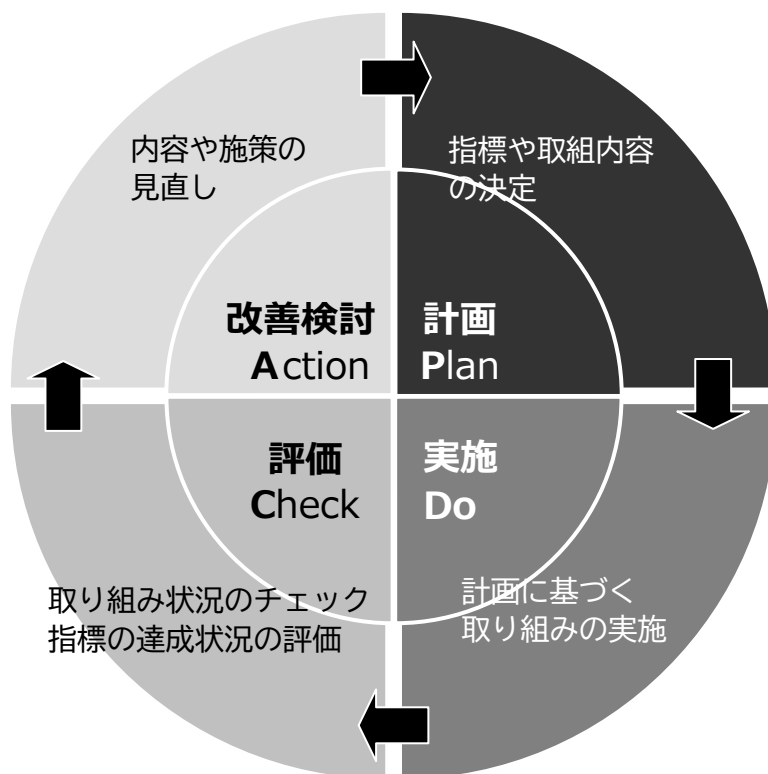 内容や施策の
見直し
指標や取組内容
の決定
改善検討
Action
計画
Plan
評価
Check
実施
Do
取り組み状況のチェック
指標の達成状況の評価
計画に基づく
取り組みの実施